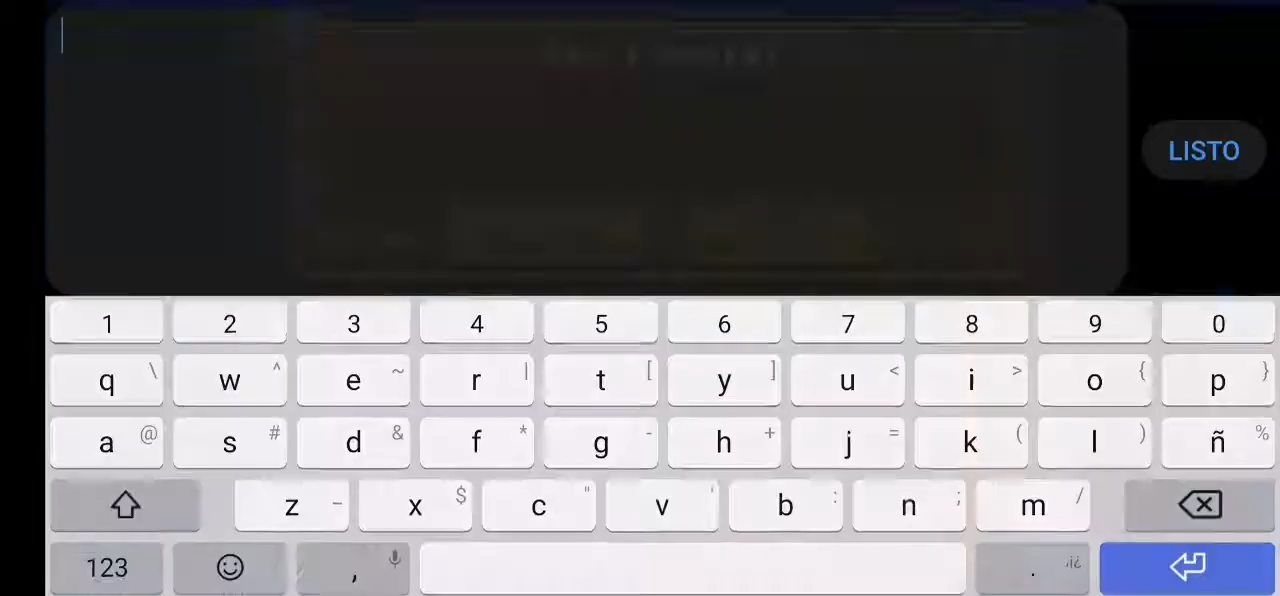 LISTO
1 2 3 4 5 6 7 8 9 0
q \ w ^ e ~ r | t [ y ] u < i > o { p }
a @ s # d & f * g - h + j = k ( l ) ñ %
z _ x $ c " v ' b : n ; m /
123 , . ,¡¿